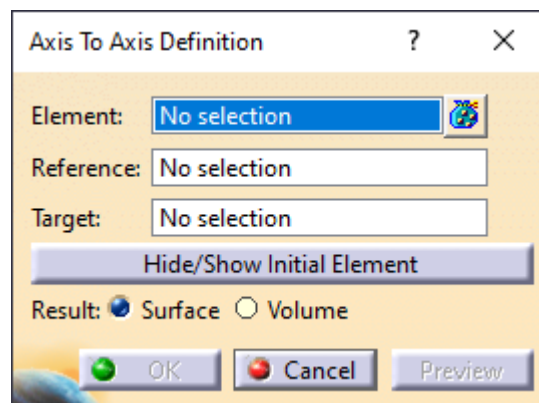 Axis To Axis Definition ? ×
Element: No selection
Reference: No selection
Target: No selection
Hide/Show Initial Element
Result: Surface Volume
OK Cancel Preview